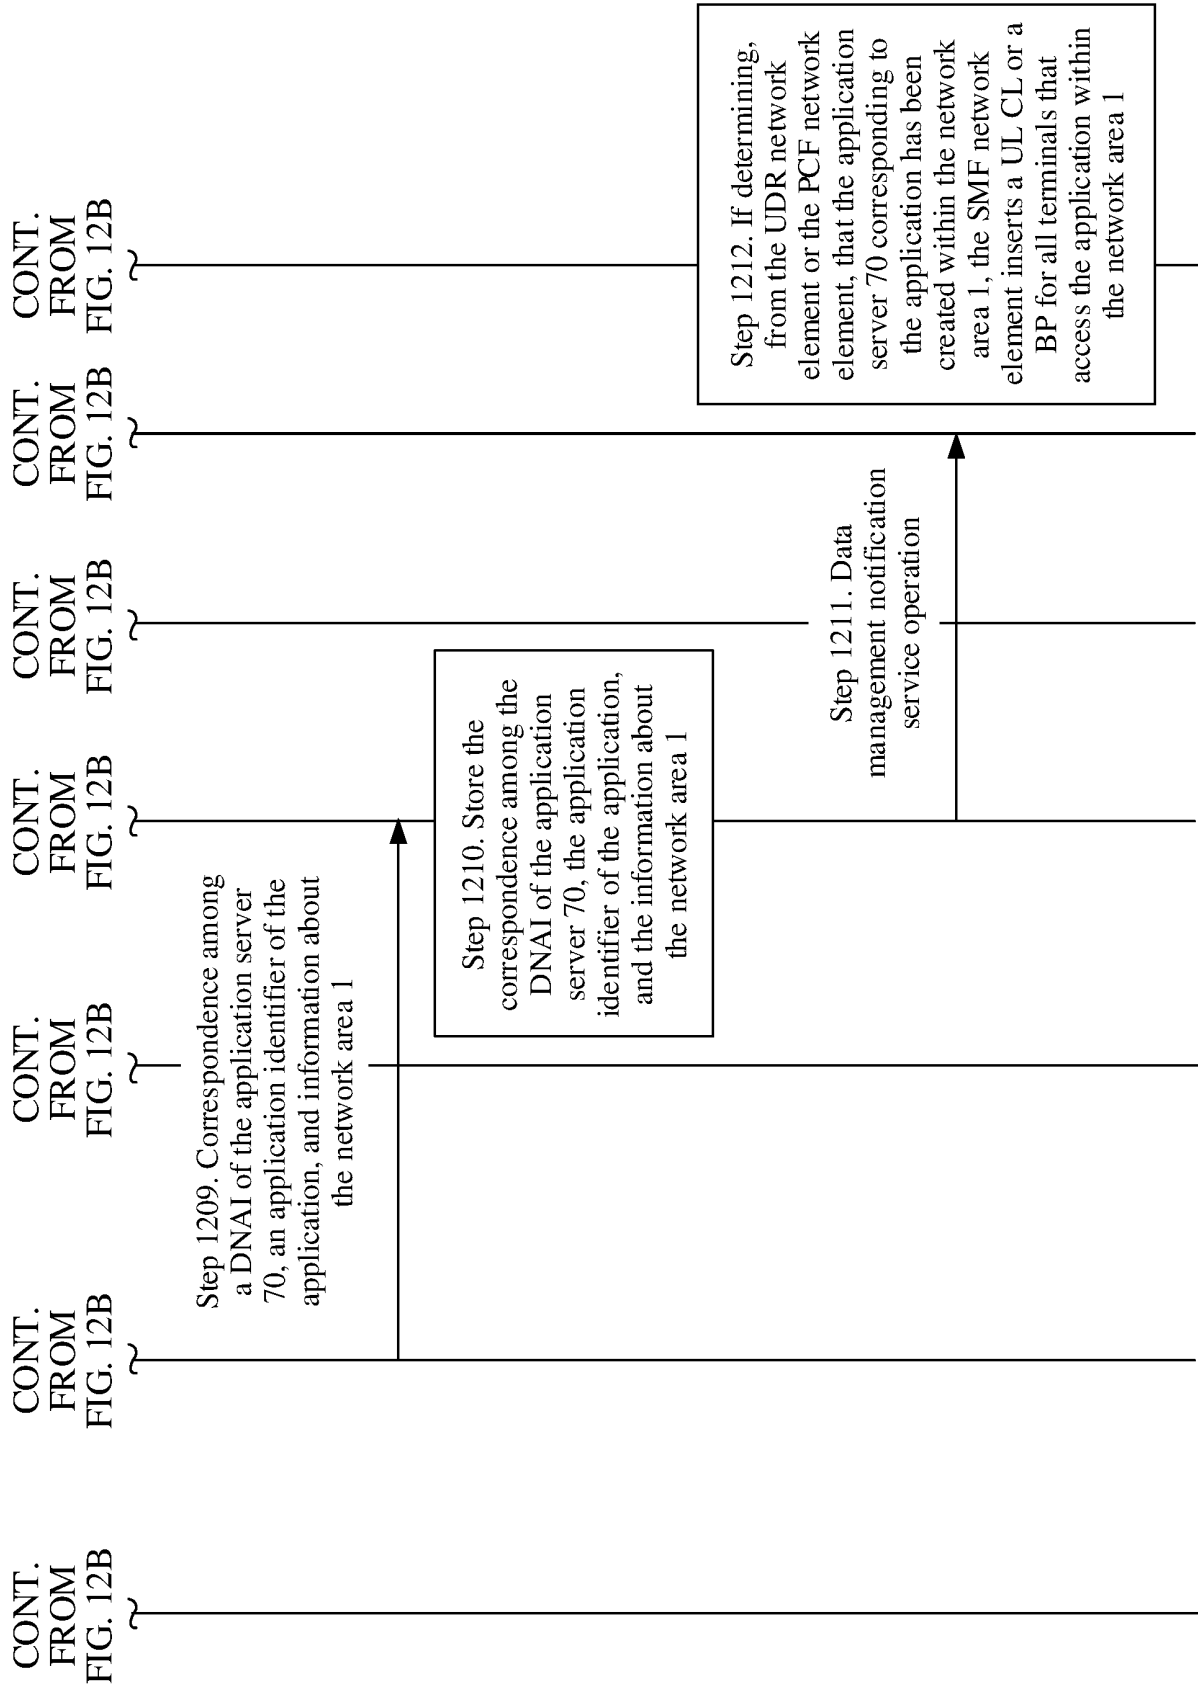 CONT.
FROM
FIG. 12B
CONT.
FROM
FIG. 12B
CONT.
FROM
FIG. 12B
CONT.
FROM
FIG. 12B
CONT.
FROM
FIG. 12B
CONT.
FROM
FIG. 12B
CONT.
FROM
FIG. 12B
Step 1209. Correspondence among
a DNAI of the application server
70, an application identifier of the
application, and information about
the network area 1
Step 1210. Store the
correspondence among the
DNAI of the application
server 70, the application
identifier of the application,
and the information about
the network area 1
Step 1211. Data
management notification
service operation
Step 1212. If determining,
from the UDR network
element or the PCF network
element, that the application
server 70 corresponding to
the application has been
created within the network
area 1, the SMF network
element inserts a UL CL or a
BP for all terminals that
access the application within
the network area 1